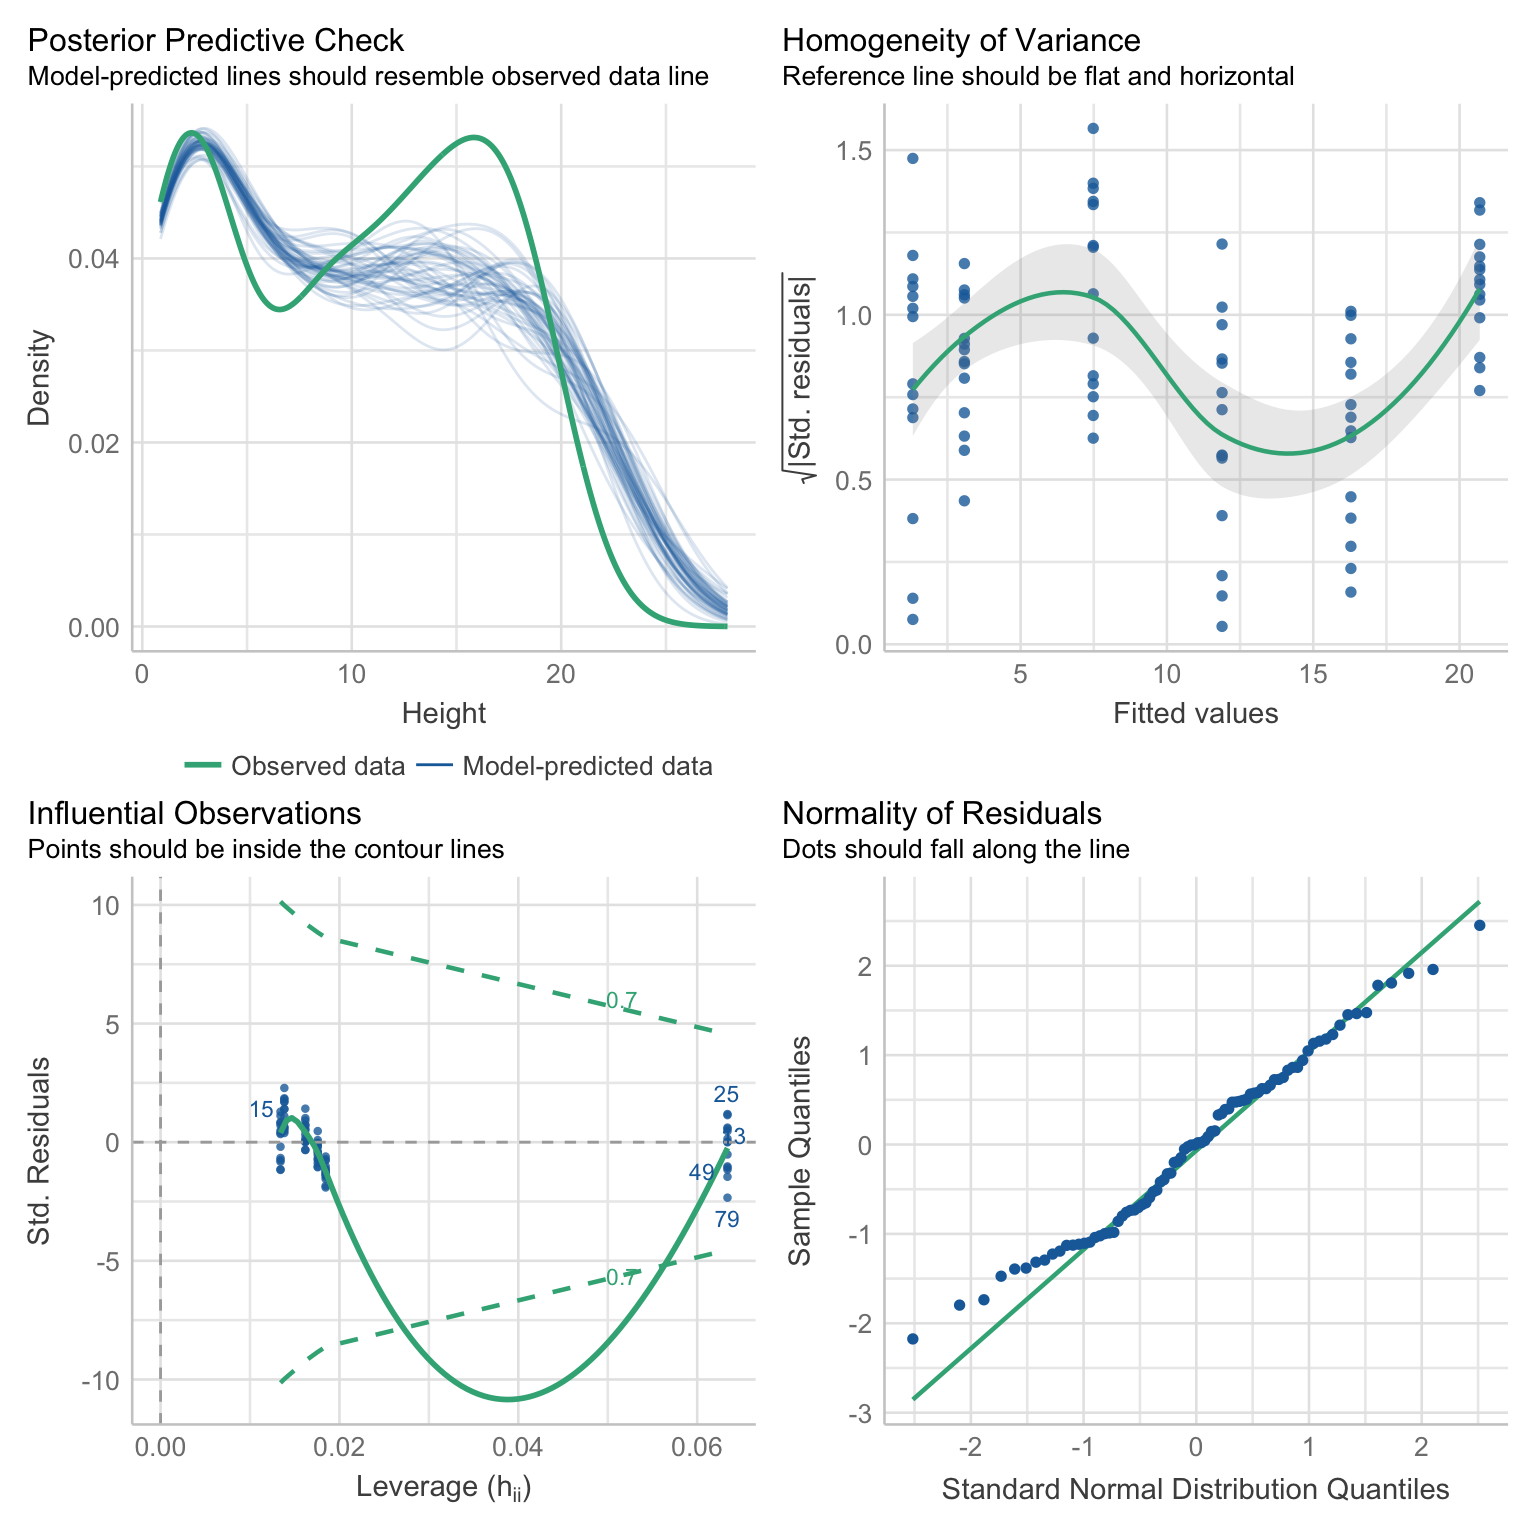 Posterior Predictive Check
Model-predicted lines should resemble observed data line
Density
0.04
0.02
0.00
0
10
20
Height
Observed data
Model-predicted data
Homogeneity of Variance
Reference line should be flat and horizontal
√|Std. residuals|
1.5
1.0
0.5
0.0
5
10
15
20
Fitted values
Influential Observations
Points should be inside the contour lines
Std. Residuals
10
5
0
-5
-10
0.7
0.7
15
25
49
79
0.00
0.02
0.04
0.06
Leverage (hii)
Normality of Residuals
Dots should fall along the line
Sample Quantiles
2
1
0
-1
-2
-3
-2
-1
0
1
2
Standard Normal Distribution Quantiles